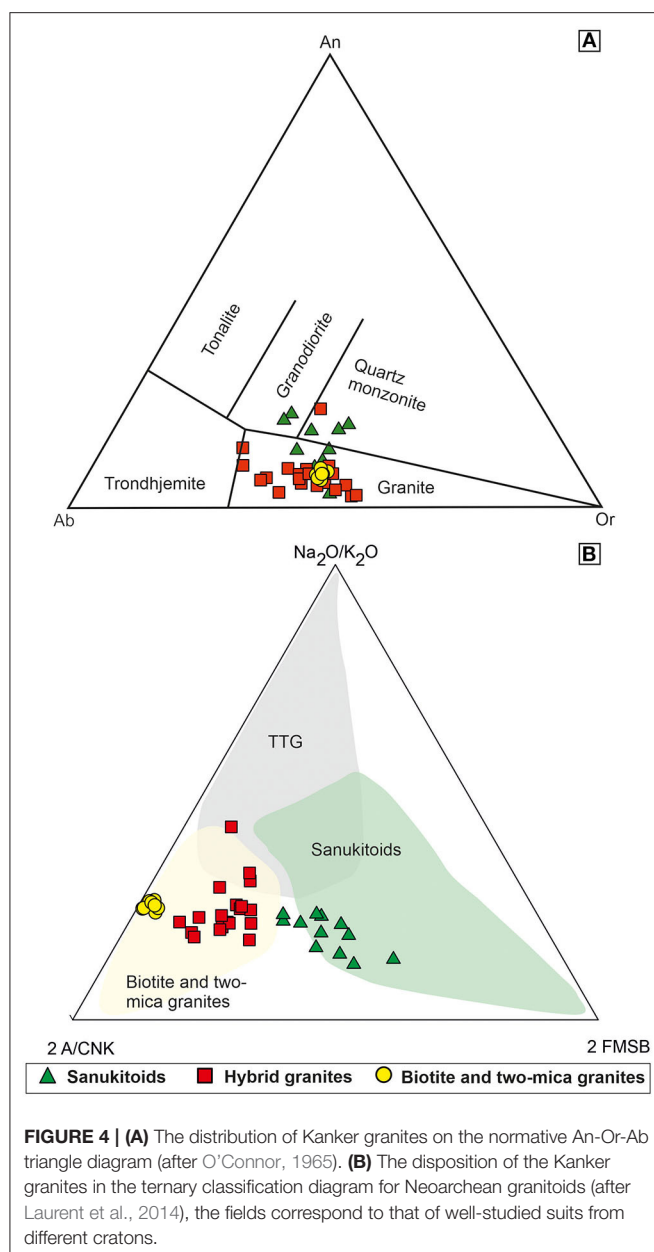 An
A
Tonalite
Granodiorite
Quartz
monzonite
Trondhjemite
Granite
Ab
Or
Na2O/K2O
B
TTG
Sanukitoids
Biotite and two-
mica granites
2 A/CNK
2 FMSB
Sanukitoids Hybrid granites Biotite and two-mica granites
FIGURE 4 | (A) The distribution of Kanker granites on the normative An-Or-Ab
triangle diagram (after O'Connor, 1965). (B) The disposition of the Kanker
granites in the ternary classification diagram for Neoarchean granitoids (after
Laurent et al., 2014), the fields correspond to that of well-studied suits from
different cratons.